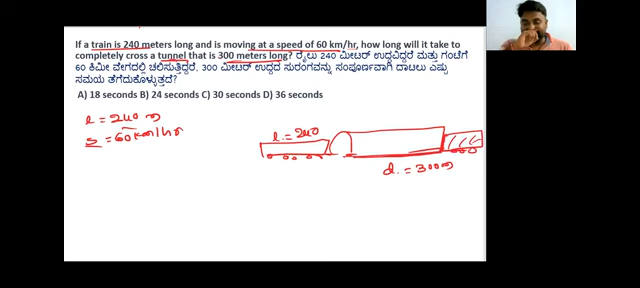 If a train is 240 meters long and is moving at a speed of 60 km/hr, how long will it take to
completely cross a tunnel that is 300 meters long? ರೈಲು 240 ಮೀಟರ್ ಉದ್ದವಿದ್ದರೆ ಮತ್ತು ಗಂಟೆಗೆ
60 ಕಿಮೀ ವೇಗದಲ್ಲಿ ಚಲಿಸುತ್ತಿದ್ದರೆ, 300 ಮೀಟರ್ ಉದ್ದದ ಸುರಂಗವನ್ನು ಸಂಪೂರ್ಣವಾಗಿ ದಾಟಲು ಎಷ್ಟು
ಸಮಯ ತೆಗೆದುಕೊಳ್ಳುತ್ತದೆ?
A) 18 seconds B) 24 seconds C) 30 seconds D) 36 seconds
l = 240 m
s = 60 km/hr
l. = 240
d. = 300m